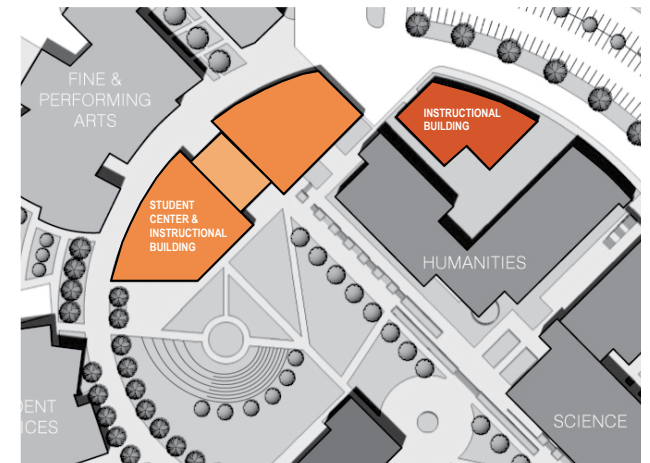 FINE &
PERFORMING
ARTS
INSTRUCTIONAL
BUILDING
STUDENT
CENTER &
INSTRUCTIONAL
BUILDING
HUMANITIES
DENT
ICES
SCIENCE